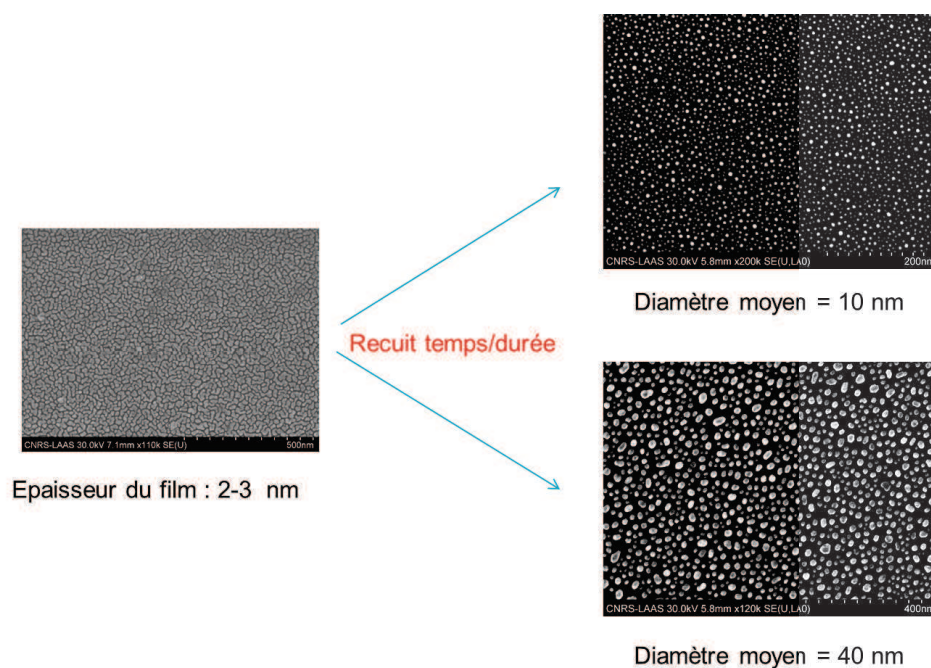 CNRS-LAAS 30.0kV 7.1mm x110k SE(U)
500nm
Epaisseur du film : 2-3 nm
Recuit temps/durée
CNRS-LAAS 30.0kV 5.8mm x200k SE(U,LA0)
200nm
Diamètre moyen = 10 nm
CNRS-LAAS 30.0kV 5.8mm x120k SE(U,LA0)
400nm
Diamètre moyen = 40 nm